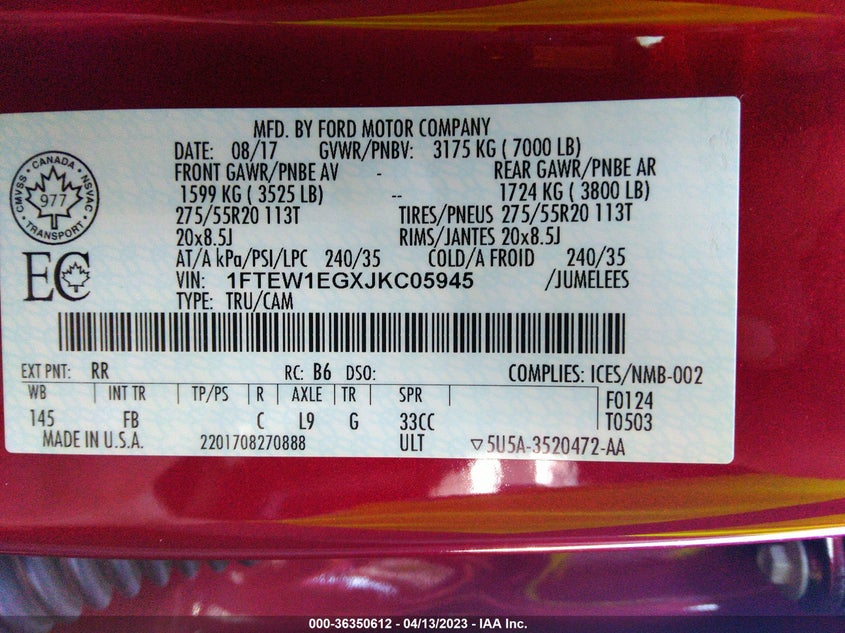 MFD. BY FORD MOTOR COMPANY
DATE: 08/17 GVWR/PNBV: 3175 KG ( 7000 LB)
FRONT GAWR/PNBE AV - REAR GAWR/PNBE AR
1599 KG ( 3525 LB) -- 1724 KG ( 3800 LB)
275/55R20 113T TIRES/PNEUS 275/55R20 113T
20x8.5J RIMS/JANTES 20x8.5J
AT/A kPa/PSI/LPC 240/35 COLD/A FROID 240/35
VIN: 1FTEW1EGXJKC05945 /JUMELEES
TYPE: TRU/CAM
CANADA
CMVSS NSVAC
977
TRANSPORT
EC
EXT PNT: RR RC: B6 DSO: COMPLIES: ICES/NMB-002
WB INT TR TP/PS R AXLE TR SPR F0124
145 FB C L9 G 33CC T0503
MADE IN U.S.A. 2201708270888 ULT ▽5U5A-3520472-AA
000-36350612 - 04/13/2023 - IAA Inc.